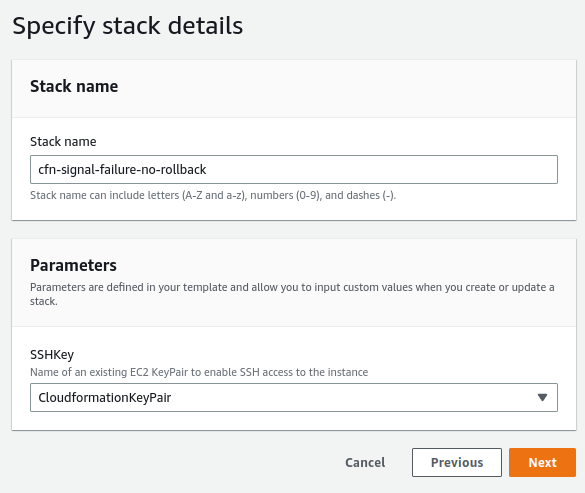 Specify stack details
Stack name
Stack name
cfn-signal-failure-no-rollback
Stack name can include letters (A-Z and a-z), numbers (0-9), and dashes (-).
Parameters
Parameters are defined in your template and allow you to input custom values when you create or update a
stack.
SSHKey
Name of an existing EC2 KeyPair to enable SSH access to the instance
CloudformationKeyPair
Cancel Previous Next